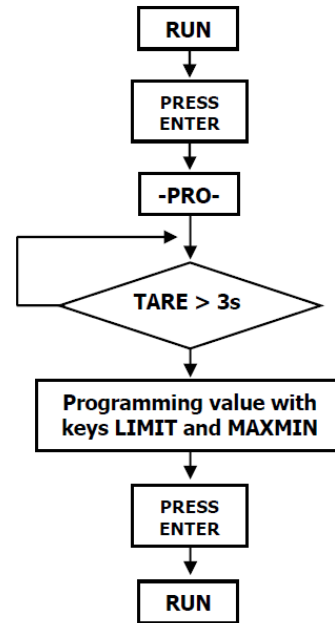 RUN
PRESS
ENTER
-PRO-
TARE > 3s
Programming value with
keys LIMIT and MAXMIN
PRESS
ENTER
RUN